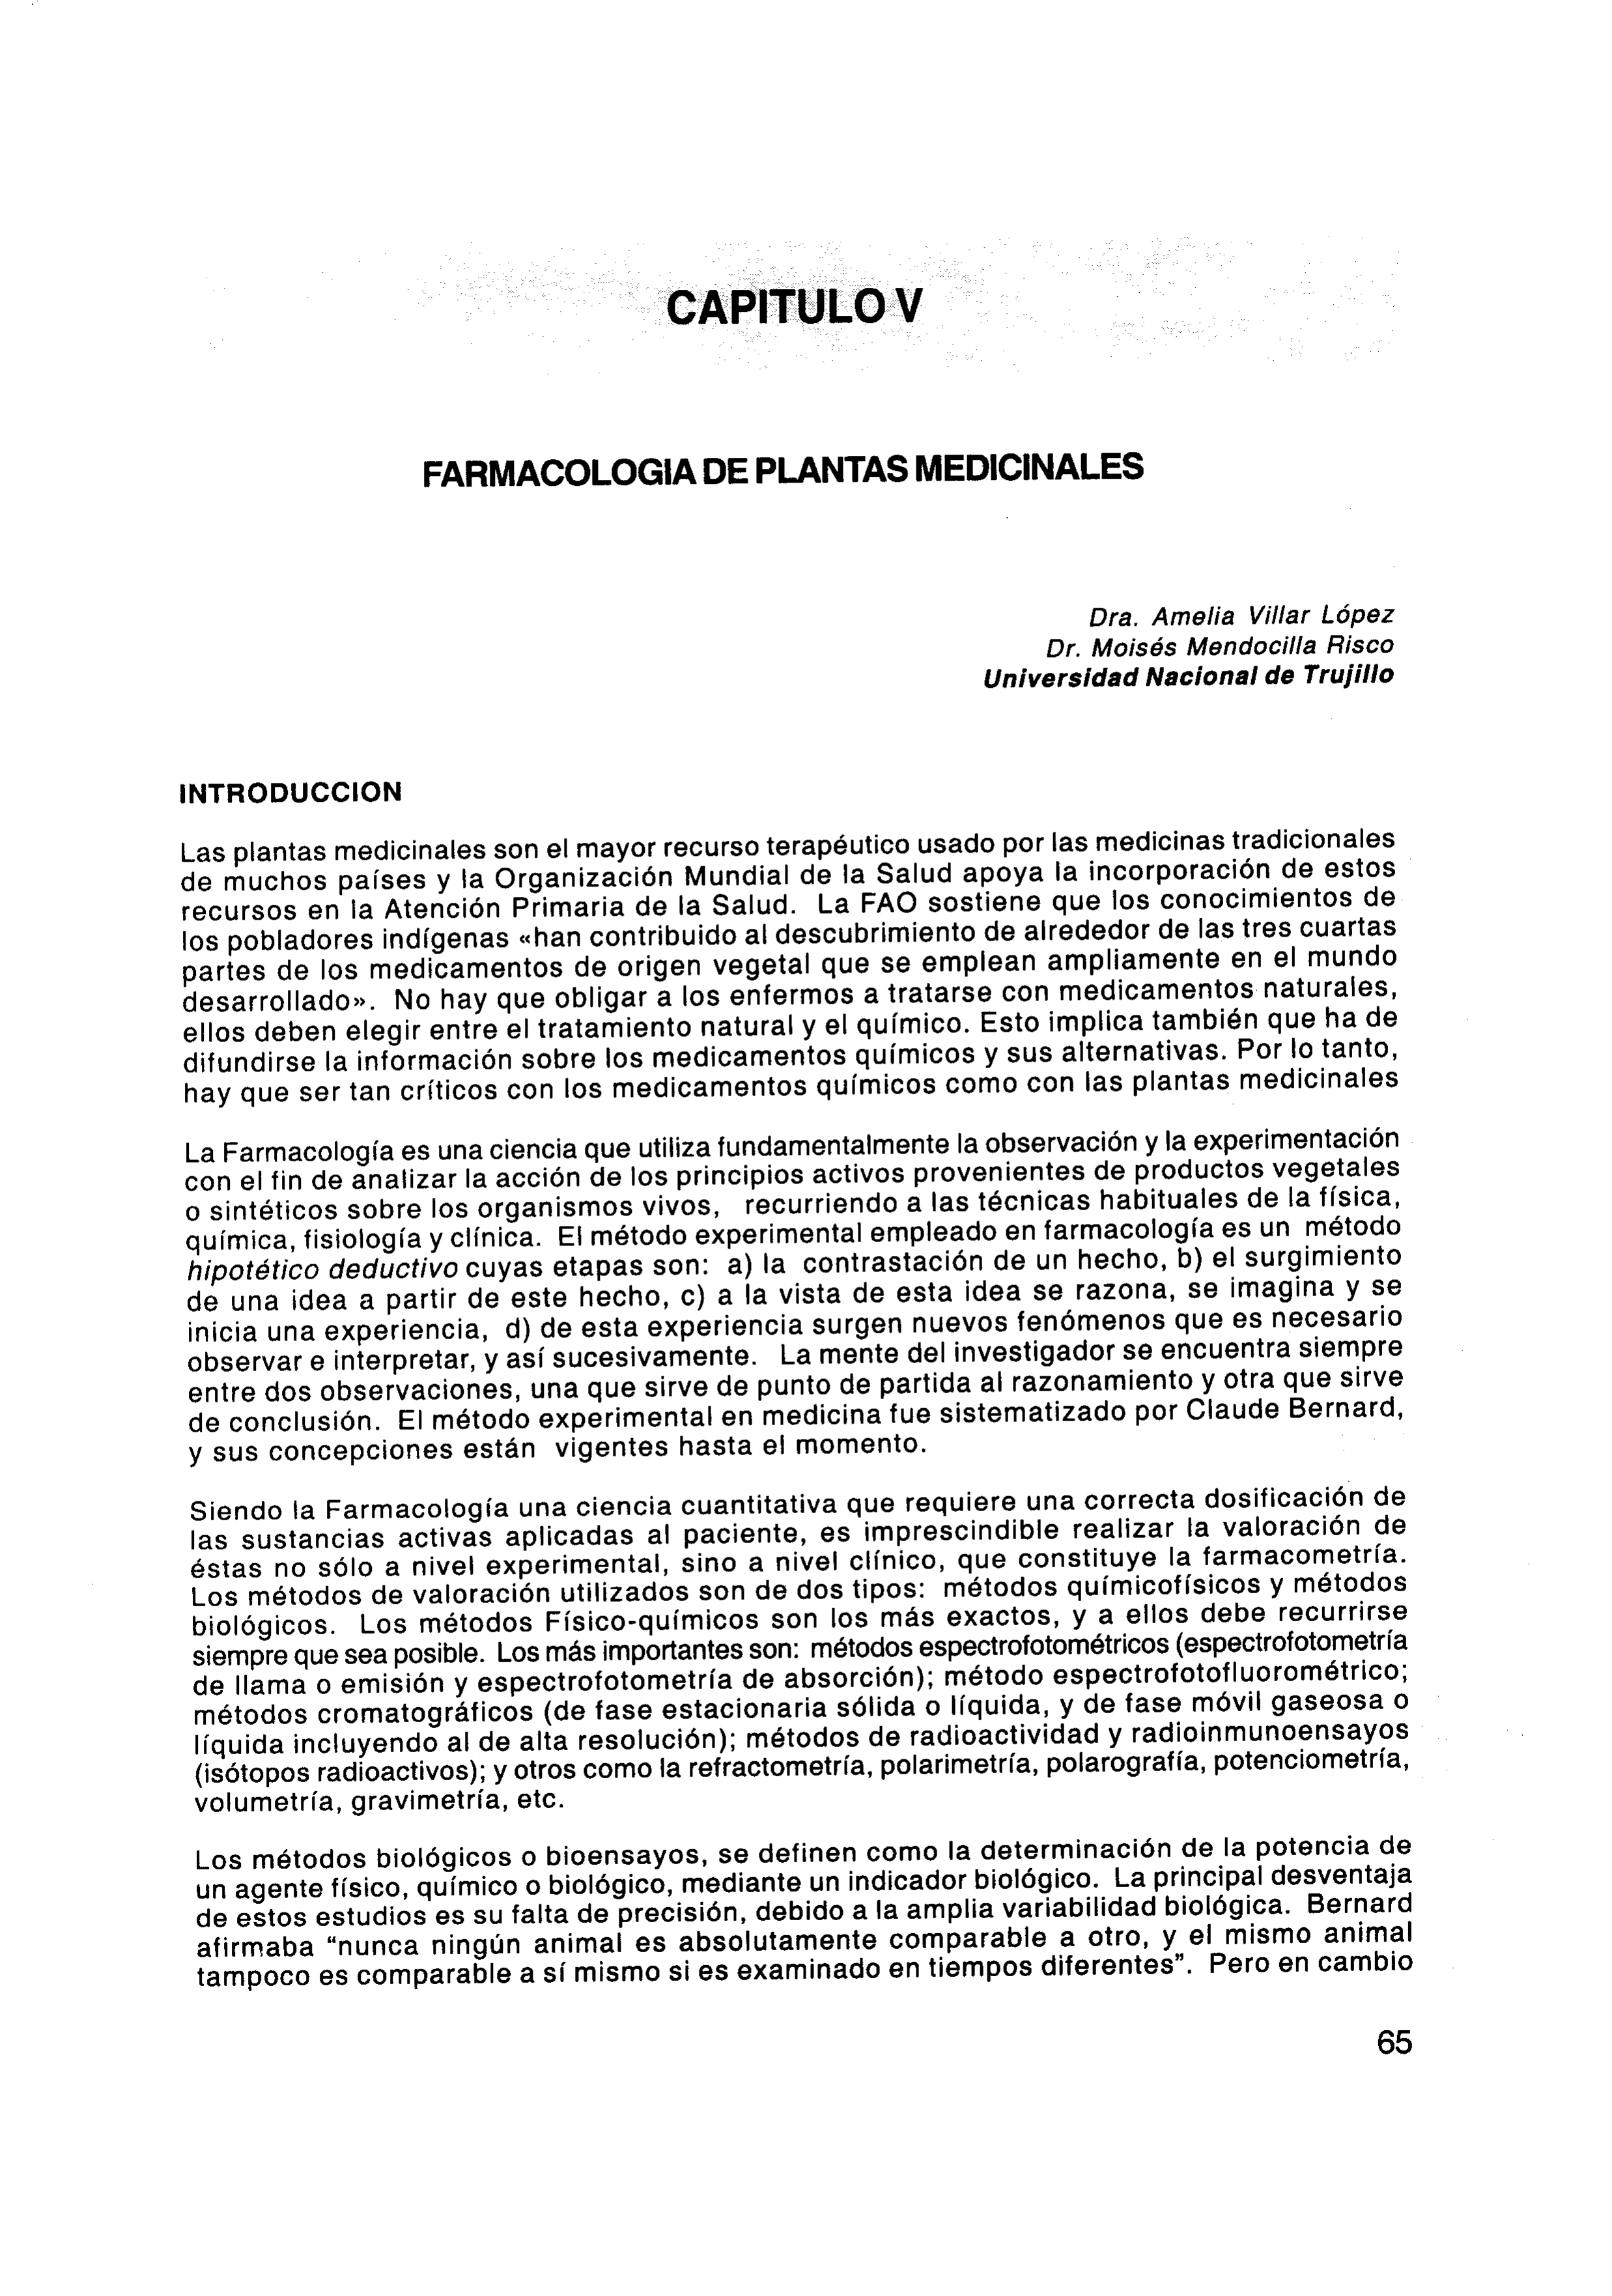 CAPITULO V
FARMACOLOGIA DE PLANTAS MEDICINALES
Dra. Amelia Villar López
Dr. Moisés Mendocilla Risco
Universidad Nacional de Trujillo
INTRODUCCION
Las plantas medicinales son el mayor recurso terapéutico usado por las medicinas tradicionales
de muchos países y la Organización Mundial de la Salud apoya la incorporación de estos
recursos en la Atención Primaria de la Salud. La FAO sostiene que los conocimientos de
los pobladores indígenas «han contribuido al descubrimiento de alrededor de las tres cuartas
partes de los medicamentos de origen vegetal que se emplean ampliamente en el mundo
desarrollado». No hay que obligar a los enfermos a tratarse con medicamentos naturales,
ellos deben elegir entre el tratamiento natural y el químico. Esto implica también que ha de
difundirse la información sobre los medicamentos químicos y sus alternativas. Por lo tanto,
hay que ser tan críticos con los medicamentos químicos como con las plantas medicinales
La Farmacología es una ciencia que utiliza fundamentalmente la observación y la experimentación
con el fin de analizar la acción de los principios activos provenientes de productos vegetales
o sintéticos sobre los organismos vivos, recurriendo a las técnicas habituales de la física,
química, fisiología y clínica. El método experimental empleado en farmacología es un método
hipotético deductivo cuyas etapas son: a) la contrastación de un hecho, b) el surgimiento
de una idea a partir de este hecho, c) a la vista de esta idea se razona, se imagina y se
inicia una experiencia, d) de esta experiencia surgen nuevos fenómenos que es necesario
observar e interpretar, y así sucesivamente. La mente del investigador se encuentra siempre
entre dos observaciones, una que sirve de punto de partida al razonamiento y otra que sirve
de conclusión. El método experimental en medicina fue sistematizado por Claude Bernard,
y sus concepciones están vigentes hasta el momento.
Siendo la Farmacología una ciencia cuantitativa que requiere una correcta dosificación de
las sustancias activas aplicadas al paciente, es imprescindible realizar la valoración de
éstas no sólo a nivel experimental, sino a nivel clínico, que constituye la farmacometría.
Los métodos de valoración utilizados son de dos tipos: métodos químicofísicos y métodos
biológicos. Los métodos Físico-químicos son los más exactos, y a ellos debe recurrirse
siempre que sea posible. Los más importantes son: métodos espectrofotométricos (espectrofotometría
de llama o emisión y espectrofotometría de absorción); método espectrofotofluorométrico;
métodos cromatográficos (de fase estacionaria sólida o líquida, y de fase móvil gaseosa o
líquida incluyendo al de alta resolución); métodos de radioactividad y radioinmunoensayos
(isótopos radioactivos); y otros como la refractometría, polarimetría, polarografía, potenciometría,
volumetría, gravimetría, etc.
Los métodos biológicos o bioensayos, se definen como la determinación de la potencia de
un agente físico, químico o biológico, mediante un indicador biológico. La principal desventaja
de estos estudios es su falta de precisión, debido a la amplia variabilidad biológica. Bernard
afirmaba “nunca ningún animal es absolutamente comparable a otro, y el mismo animal
tampoco es comparable a sí mismo si es examinado en tiempos diferentes”. Pero en cambio
65